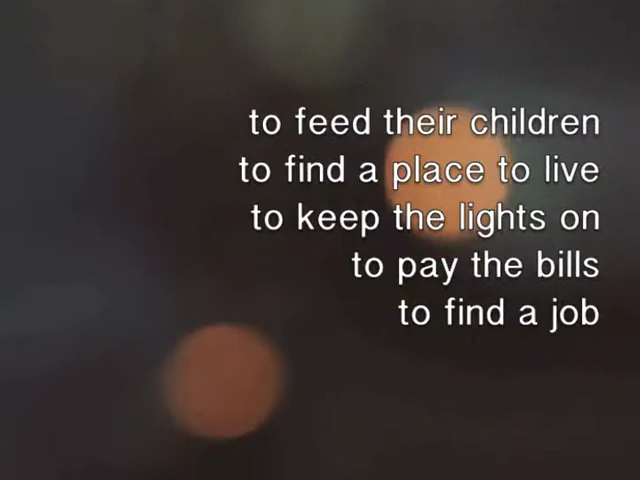 to feed their children
to find a place to live
to keep the lights on
to pay the bills
to find a job